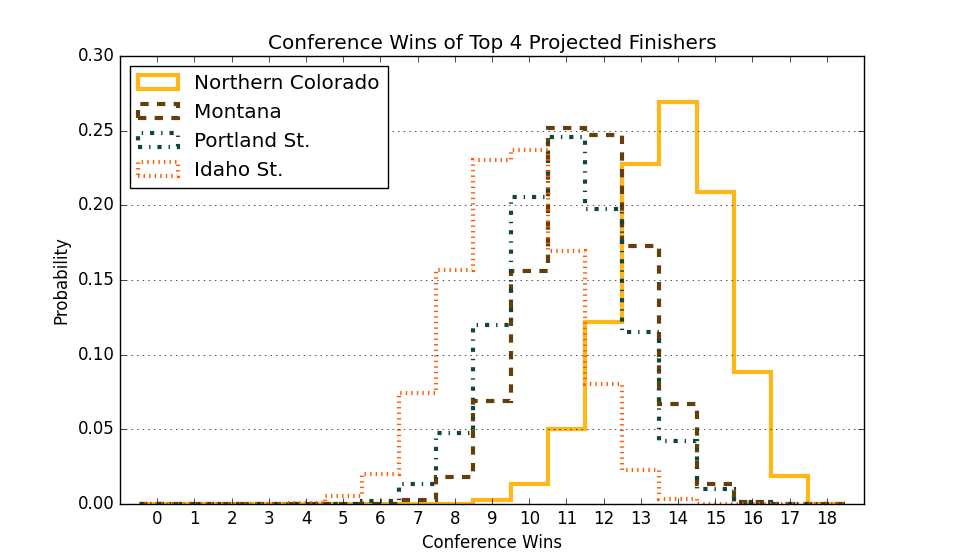 Conference Wins of Top 4 Projected Finishers
0.30
0.25
0.20
0.15
0.10
0.05
0.00
Probability
Northern Colorado
Montana
Portland St.
Idaho St.
0 1 2 3 4 5 6 7 8 9 10 11 12 13 14 15 16 17 18
Conference Wins